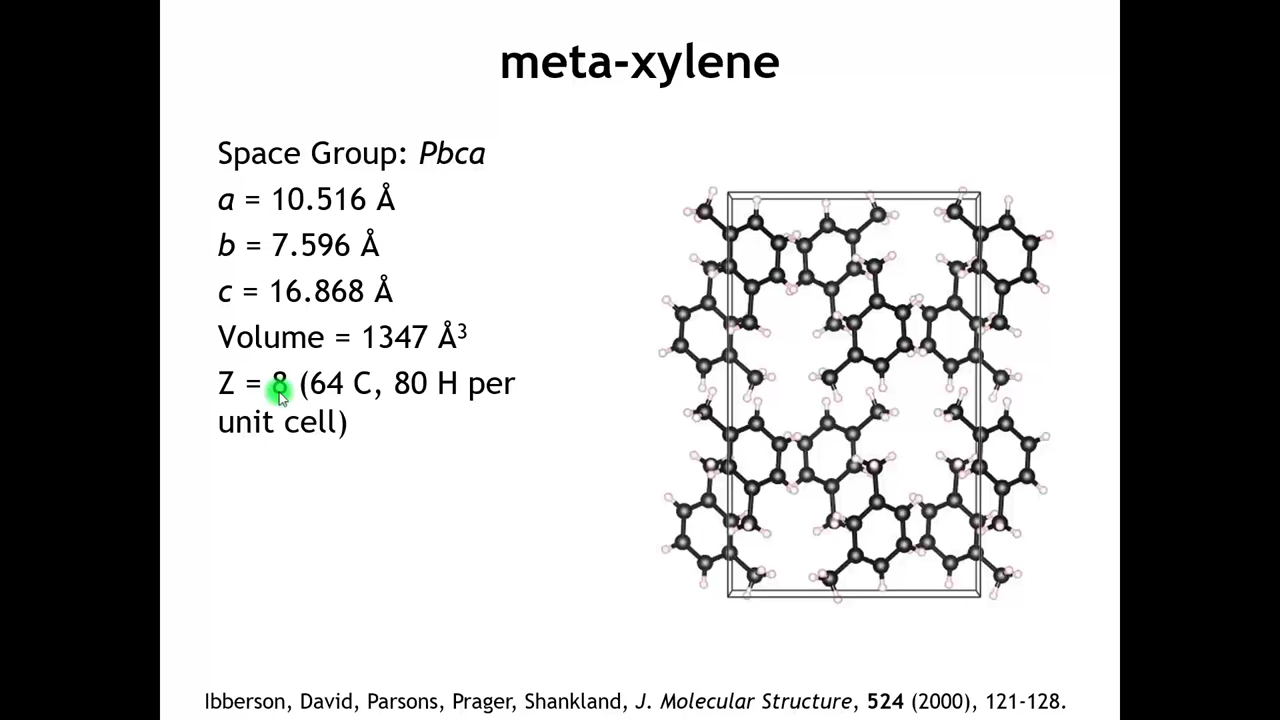 meta-xylene
Space Group: Pbca
a = 10.516 Å
b = 7.596 Å
c = 16.868 Å
Volume = 1347 Å³
Z = 8 (64 C, 80 H per
unit cell)
Ibberson, David, Parsons, Prager, Shankland, J. Molecular Structure, 524 (2000), 121-128.